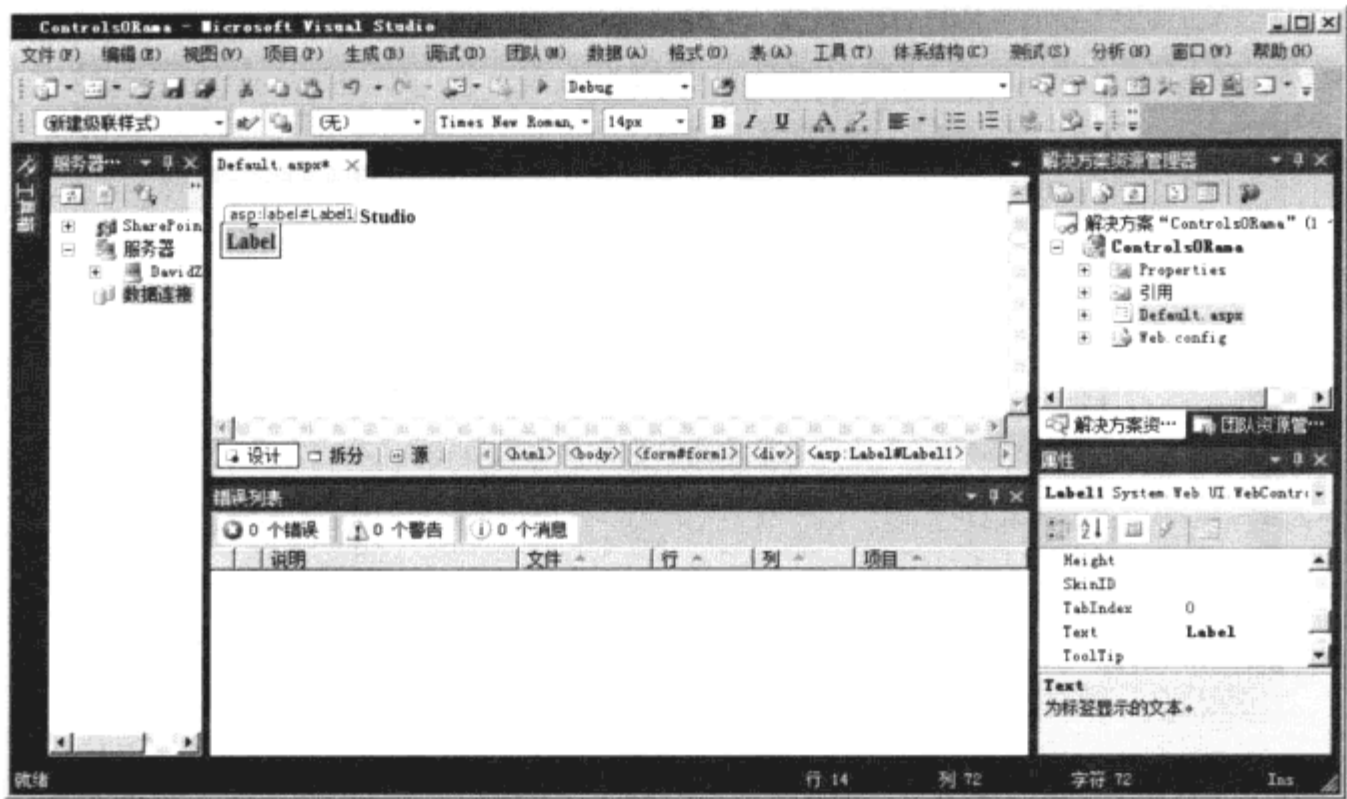 ControlsORama - Microsoft Visual Studio
文件(F) 编辑(E) 视图(V) 项目(P) 生成(B) 调试(D) 团队(M) 数据(A) 格式(O) 表(A) 工具(T) 体系结构(C) 测试(S) 分析(N) 窗口(W) 帮助(H)
Debug
(新建级联样式) (无) Times New Roman, 14px B I U A
工具箱
服务器…
SharePoin
服务器
DavidZ
数据连接
Default.aspx*
asp:label#Label1 Studio
Label
设计 拆分 源 <html> <body> <form#form1> <div> <asp:Label#Label1>
错误列表
0 个错误 0 个警告 0 个消息
说明 文件 行 列 项目
解决方案资源管理器
解决方案“ControlsORama” (1
ControlsORama
Properties
引用
Default.aspx
Web.config
解决方案资… 团队资源管…
属性
Label1 System.Web.UI.WebContr
Height
SkinID
TabIndex 0
Text Label
ToolTip
Text
为标签显示的文本。
就绪 行 14 列 72 字符 72 Ins